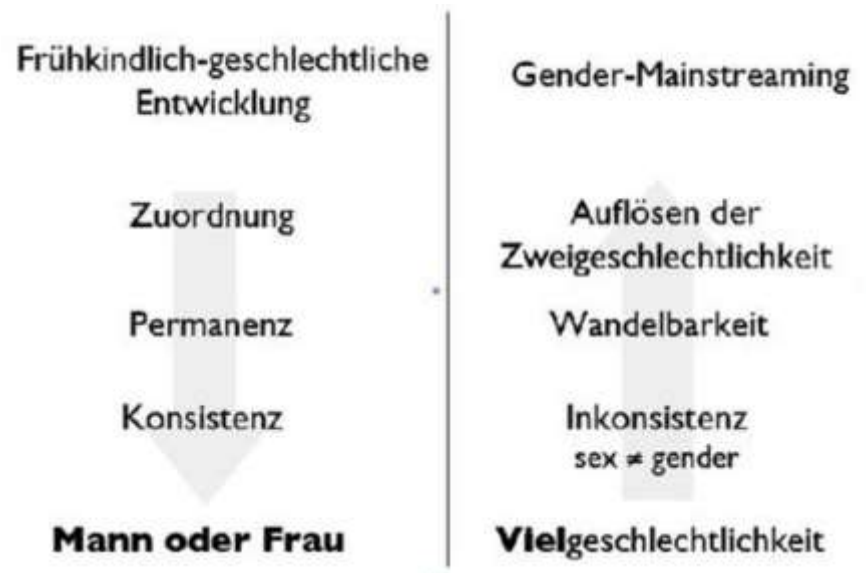 Frühkindlich-geschlechtliche
Entwicklung
Zuordnung
Permanenz
Konsistenz
Mann oder Frau
Gender-Mainstreaming
Auflösen der
Zweigeschlechtlichkeit
Wandelbarkeit
Inkonsistenz
sex ≠ gender
Vielgeschlechtlichkeit